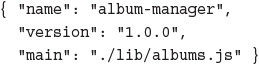 { "name": "album-manager",
  "version": "1.0.0",
  "main": "./lib/albums.js" }